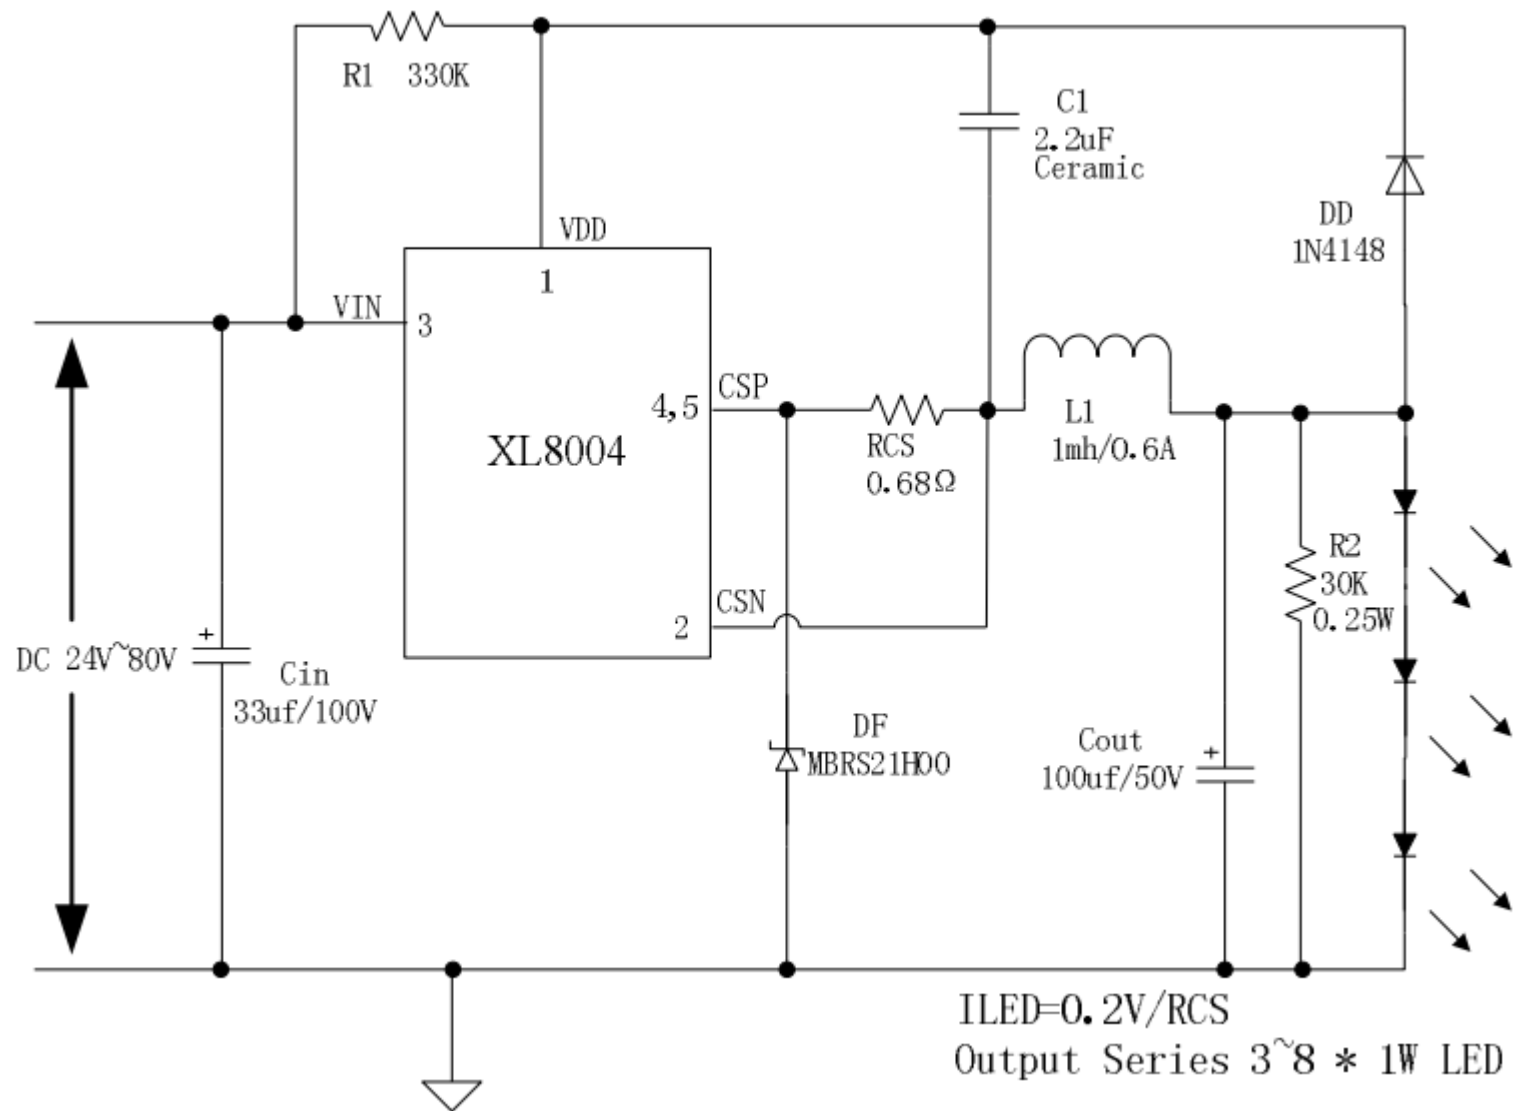 R1 330K
C1
2.2uF
Ceramic
DD
1N4148
VDD
1
VIN
3
CSP
4,5
XL8004
RCS
0.68Ω
L1
1mh/0.6A
R2
30K
0.25W
CSN
2
+
DC 24V~80V
Cin
33uf/100V
DF
MBRS21H00
Cout
+
100uf/50V
ILED=0.2V/RCS
Output Series 3~8 * 1W LED